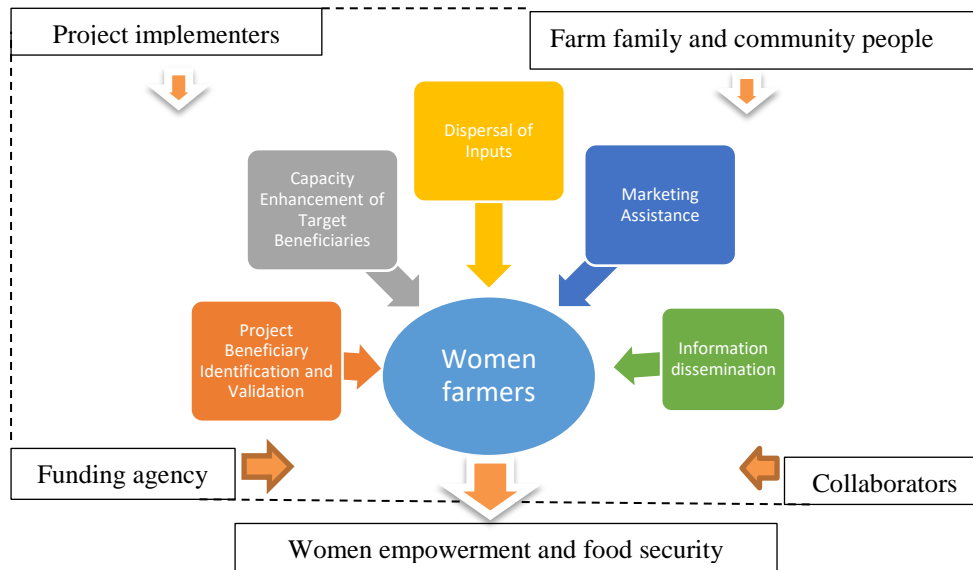 Project implementers
Farm family and community people
Dispersal of
Inputs
Capacity
Enhancement of
Target
Beneficiaries
Marketing
Assistance
Project
Beneficiary
Identification and
Validation
Women
farmers
Information
dissemination
Funding agency
Collaborators
Women empowerment and food security